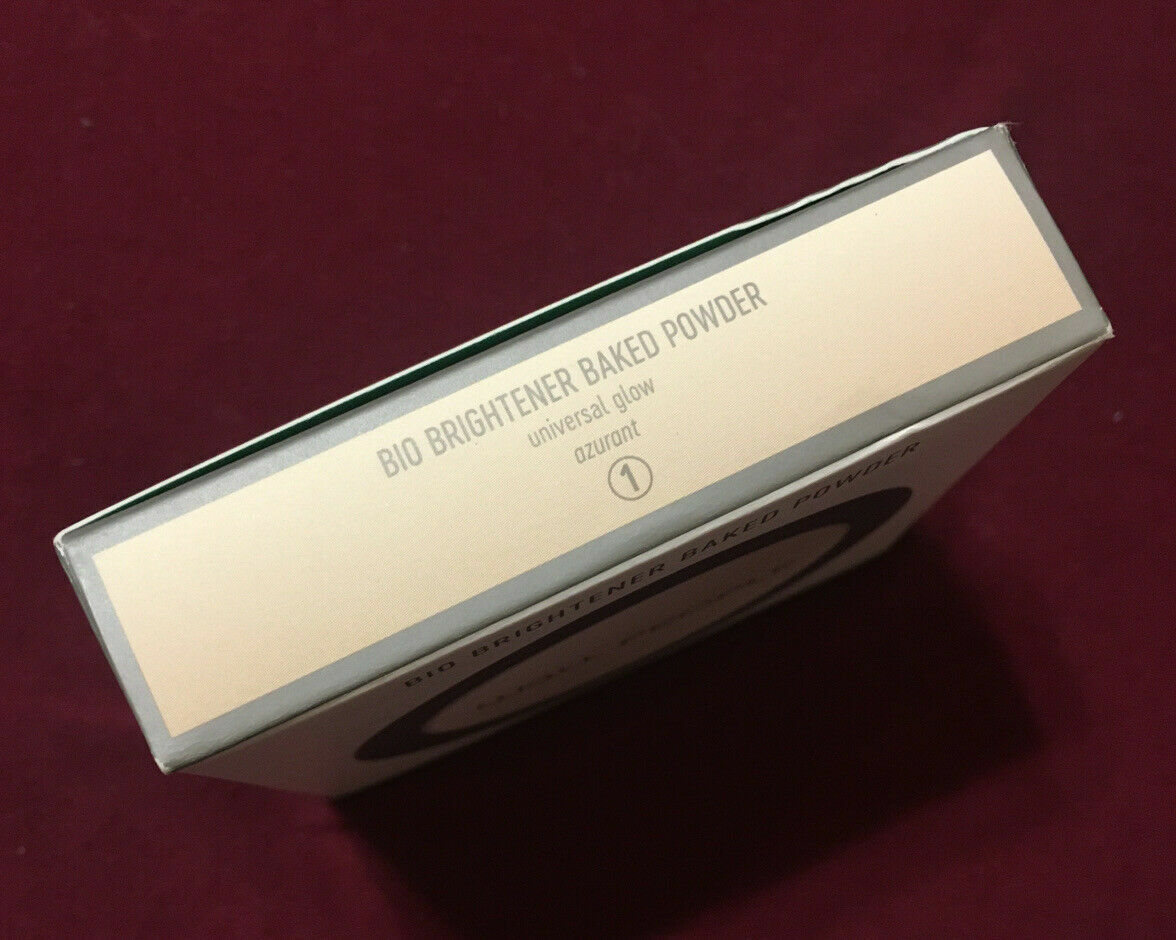 BIO BRIGHTENER BAKED POWDER
universal glow
azurant
1
BIO BRIGHTENER BAKED POWDER